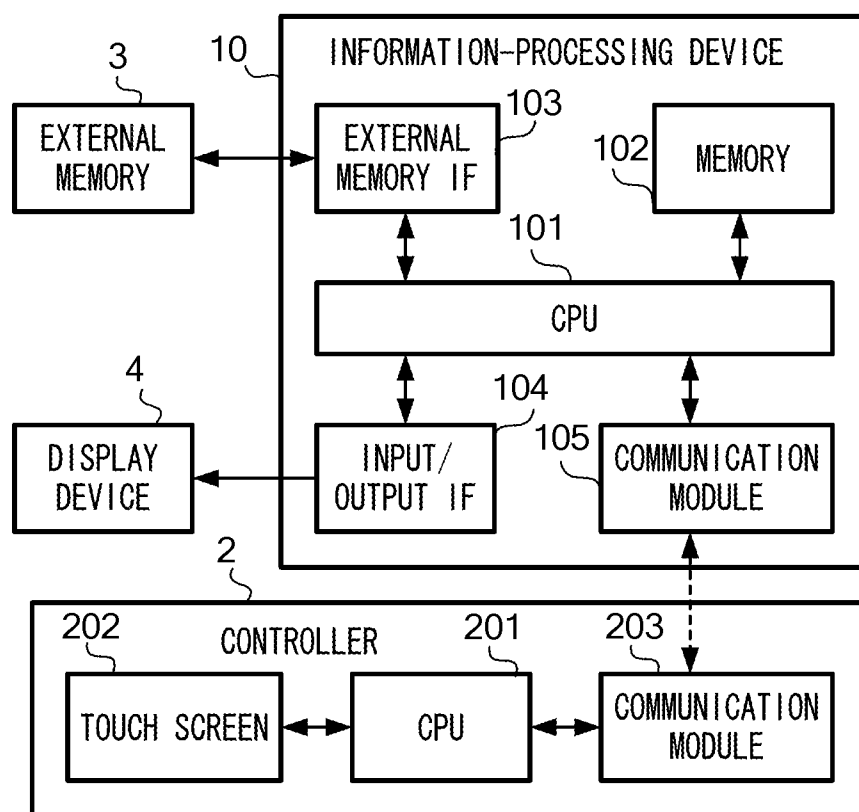 10
INFORMATION-PROCESSING DEVICE
3
EXTERNAL
MEMORY
103
EXTERNAL
MEMORY IF
102
MEMORY
101
CPU
4
DISPLAY
DEVICE
104
INPUT/
OUTPUT IF
105
COMMUNICATION
MODULE
2
CONTROLLER
202
TOUCH SCREEN
201
CPU
203
COMMUNICATION
MODULE